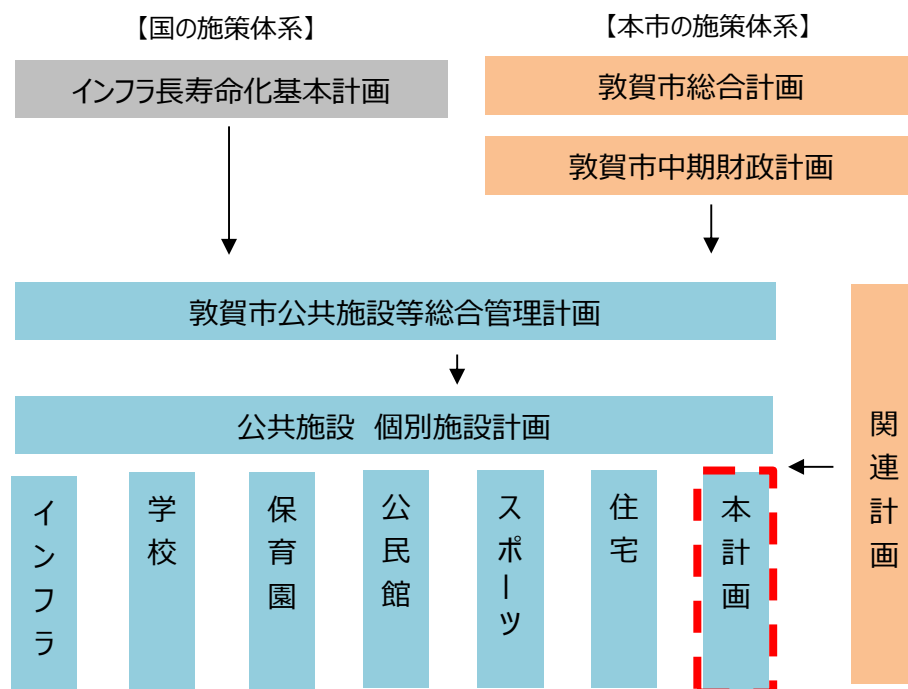 【国の施策体系】
【本市の施策体系】
インフラ長寿命化基本計画
敦賀市総合計画
敦賀市中期財政計画
敦賀市公共施設等総合管理計画
公共施設 個別施設計画
インフラ
学校
保育園
公民館
スポーツ
住宅
本計画
関連計画